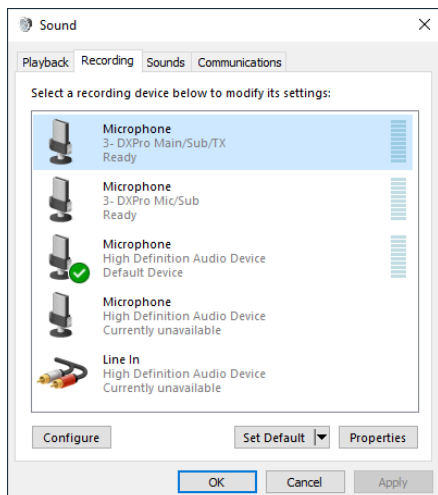 Sound
Playback Recording Sounds Communications
Select a recording device below to modify its settings:
Microphone
3- DXPro Main/Sub/TX
Ready
Microphone
3- DXPro Mic/Sub
Ready
Microphone
High Definition Audio Device
Default Device
Microphone
High Definition Audio Device
Currently unavailable
Line In
High Definition Audio Device
Currently unavailable
Configure Set Default Properties
OK Cancel Apply